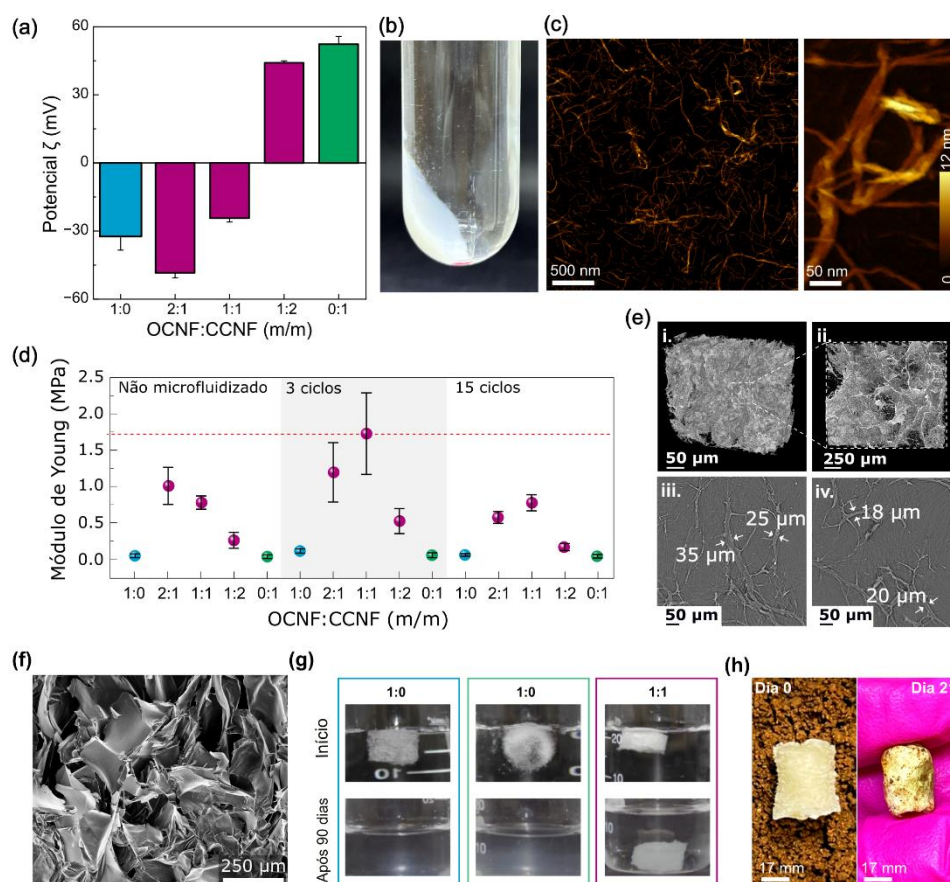 (a)
Potencial ζ (mV)
60
30
0
−30
−60
1:0 2:1 1:1 1:2 0:1
OCNF:CCNF (m/m)
(b)
(c)
500 nm
50 nm
0 12 nm
(d)
Módulo de Young (MPa)
2.5
2.0
1.5
1.0
0.5
0.0
Não microfluidizado 3 ciclos 15 ciclos
1:0 2:1 1:1 1:2 0:1 1:0 2:1 1:1 1:2 0:1 1:0 2:1 1:1 1:2 0:1
OCNF:CCNF (m/m)
(e)
i.
50 µm
ii.
250 µm
iii.
25 µm
35 µm
50 µm
iv.
18 µm
20 µm
50 µm
(f)
250 µm
(g)
1:0 1:0 1:1
Início
Após 90 dias
(h)
Dia 0
17 mm
Dia 2
17 mm